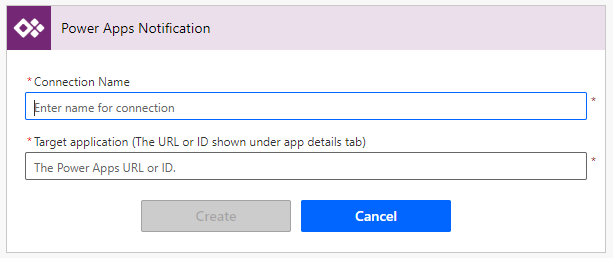 Power Apps Notification
* Connection Name
Enter name for connection
*
* Target application (The URL or ID shown under app details tab)
The Power Apps URL or ID.
*
Create Cancel